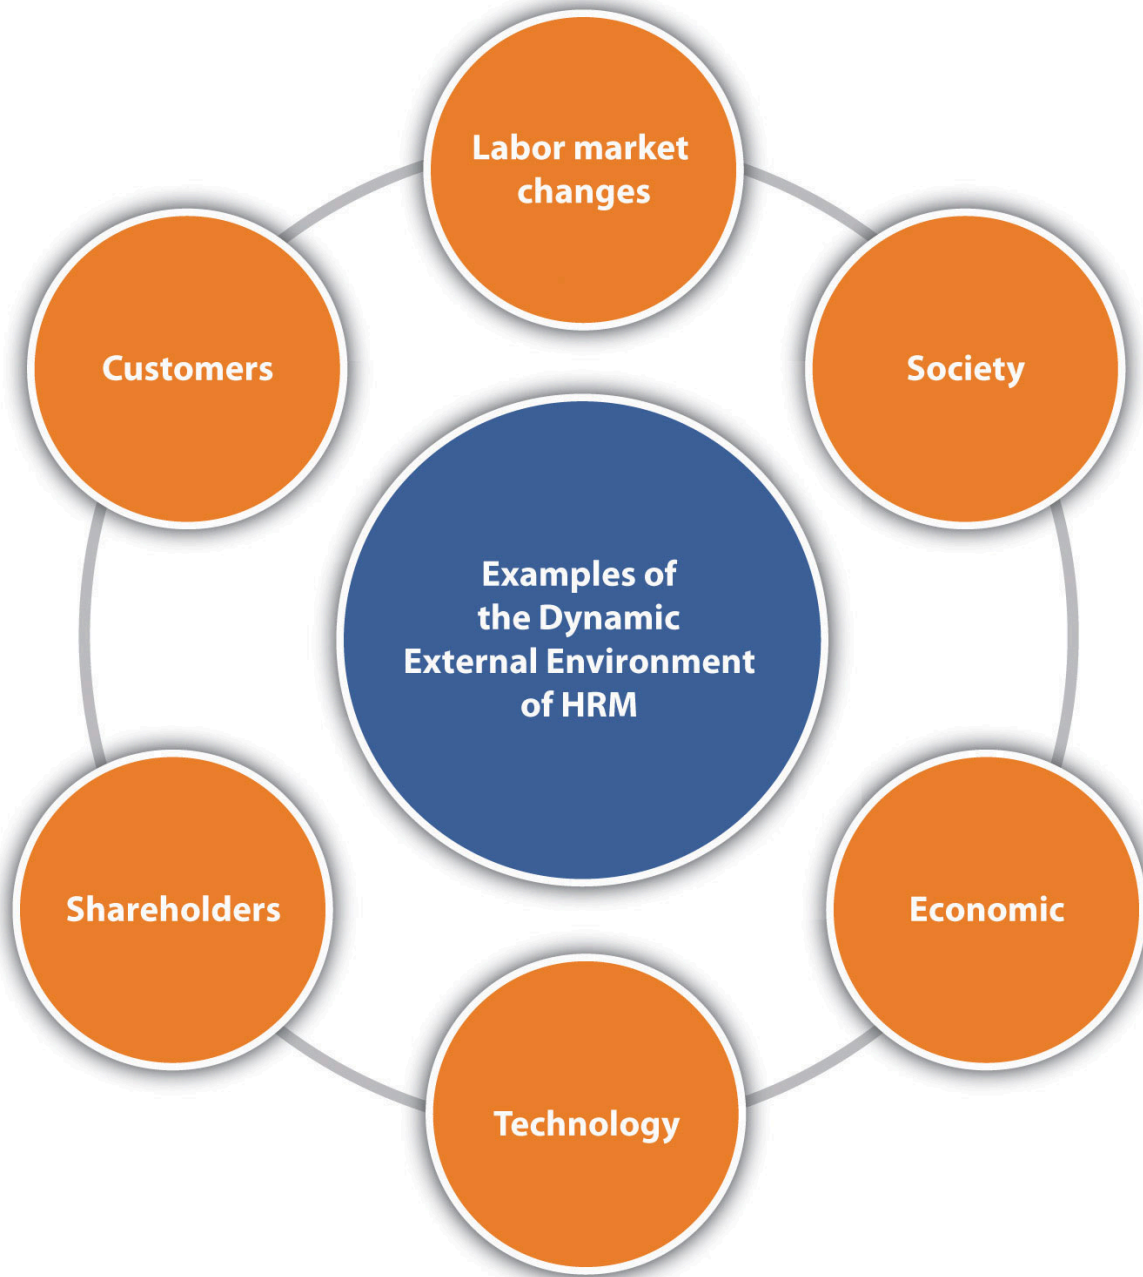 Labor market
changes
Customers
Society
Examples of
the Dynamic
External Environment
of HRM
Shareholders
Economic
Technology